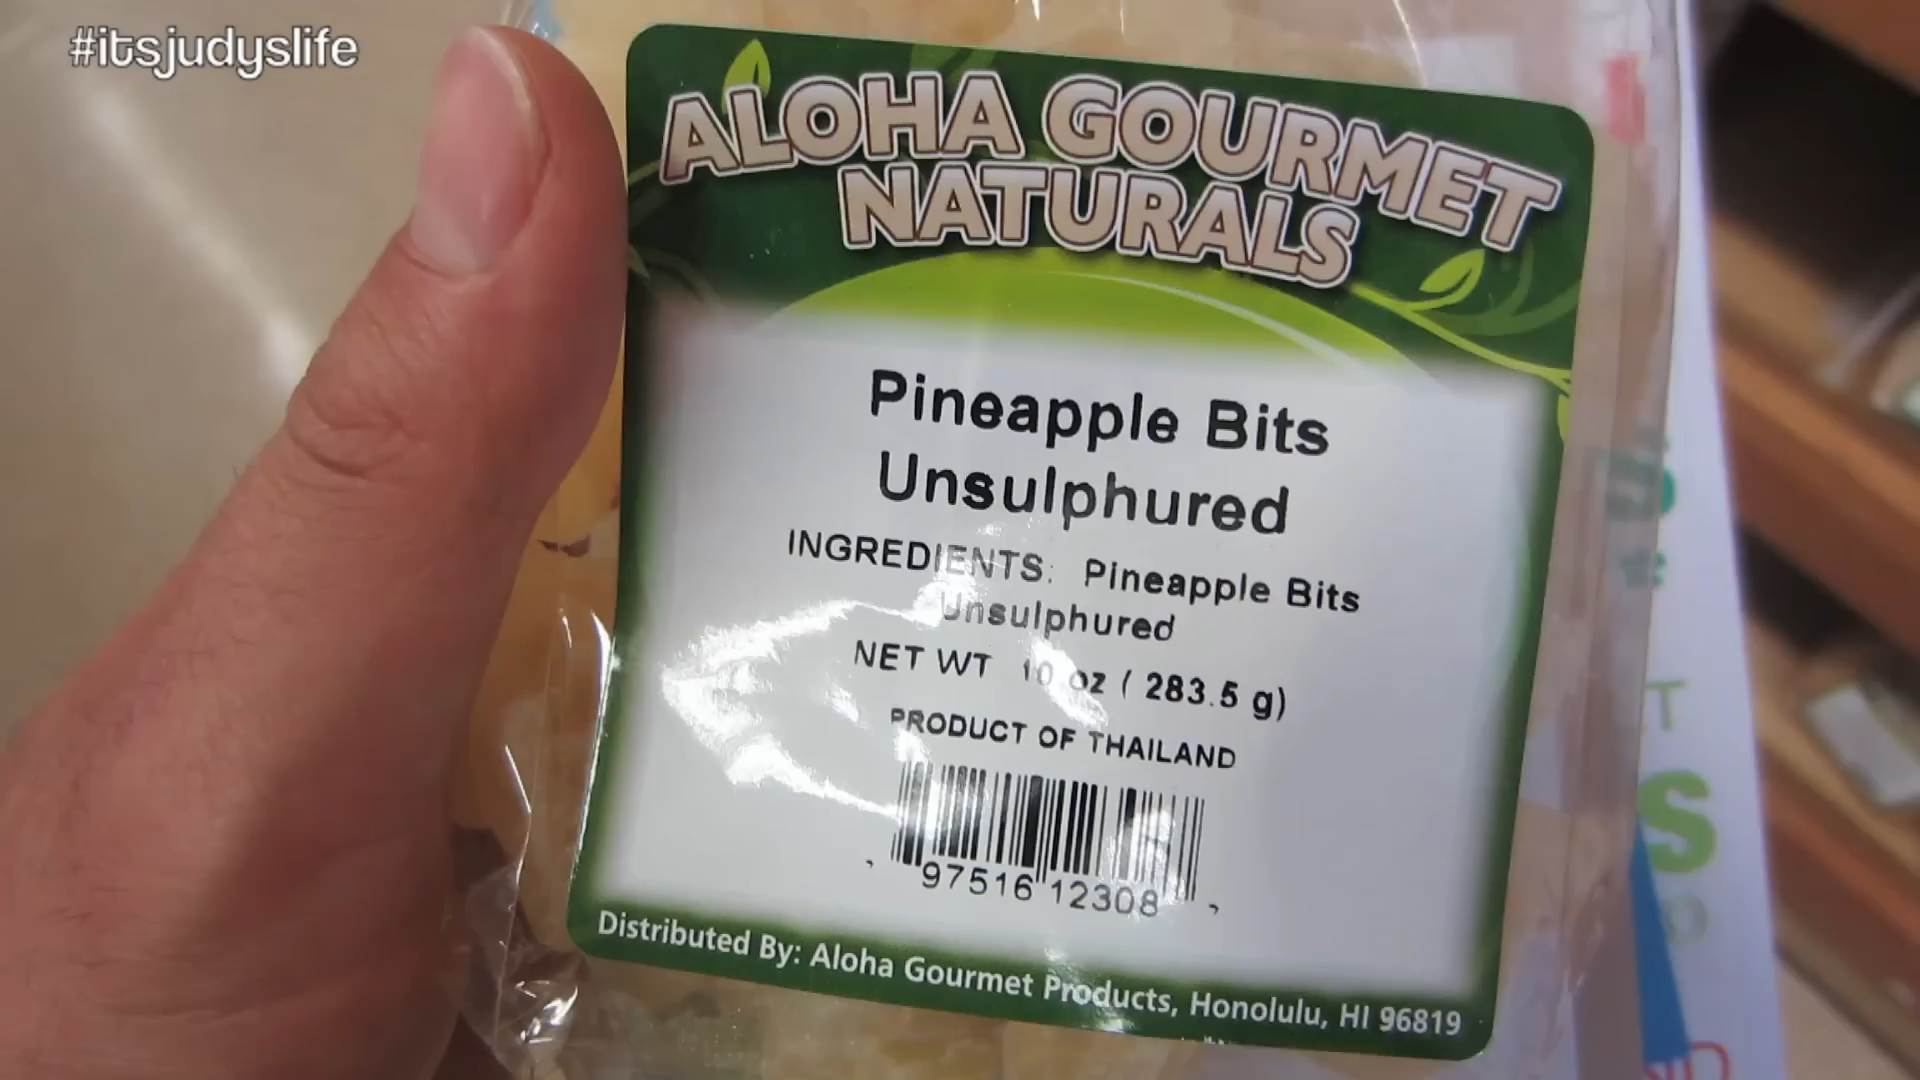 #itsjudyslife
ALOHA GOURMET
NATURALS
Pineapple Bits
Unsulphured
INGREDIENTS: Pineapple Bits
Unsulphured
NET WT 10 oz ( 283.5 g)
PRODUCT OF THAILAND
97516 12308
Distributed By: Aloha Gourmet Products, Honolulu, HI 96819
T
S